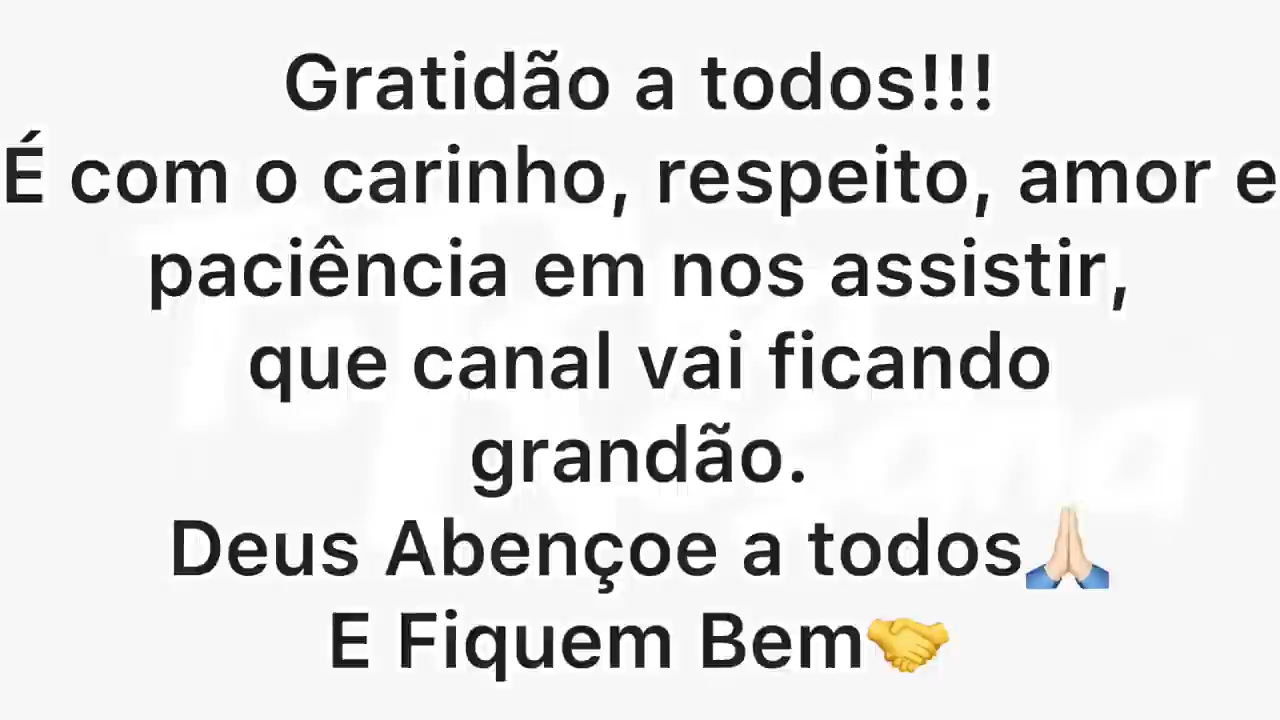 Gratidão a todos!!!
É com o carinho, respeito, amor e
paciência em nos assistir,
que canal vai ficando
grandão.
Deus Abençoe a todos🙏🏻
E Fiquem Bem🤝